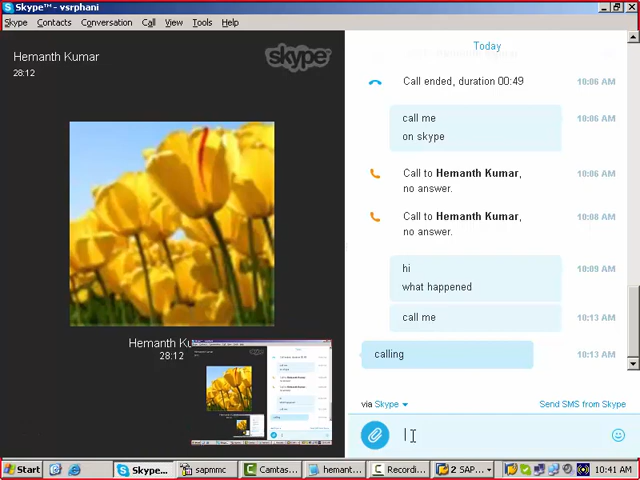 Skype™ - vsrphani
Skype Contacts Conversation Call View Tools Help
Hemanth Kumar
28:12
skype
Today
Call ended, duration 00:49 10:06 AM
call me 10:06 AM
on skype
Call to Hemanth Kumar, 10:06 AM
no answer.
Call to Hemanth Kumar, 10:08 AM
no answer.
hi 10:09 AM
what happened
call me 10:13 AM
Hemanth Ku
28:12
calling 10:13 AM
via Skype Send SMS from Skype
Start Skype... sapmmc Camtas... hemant... Recordi... 2 SAP... 10:41 AM